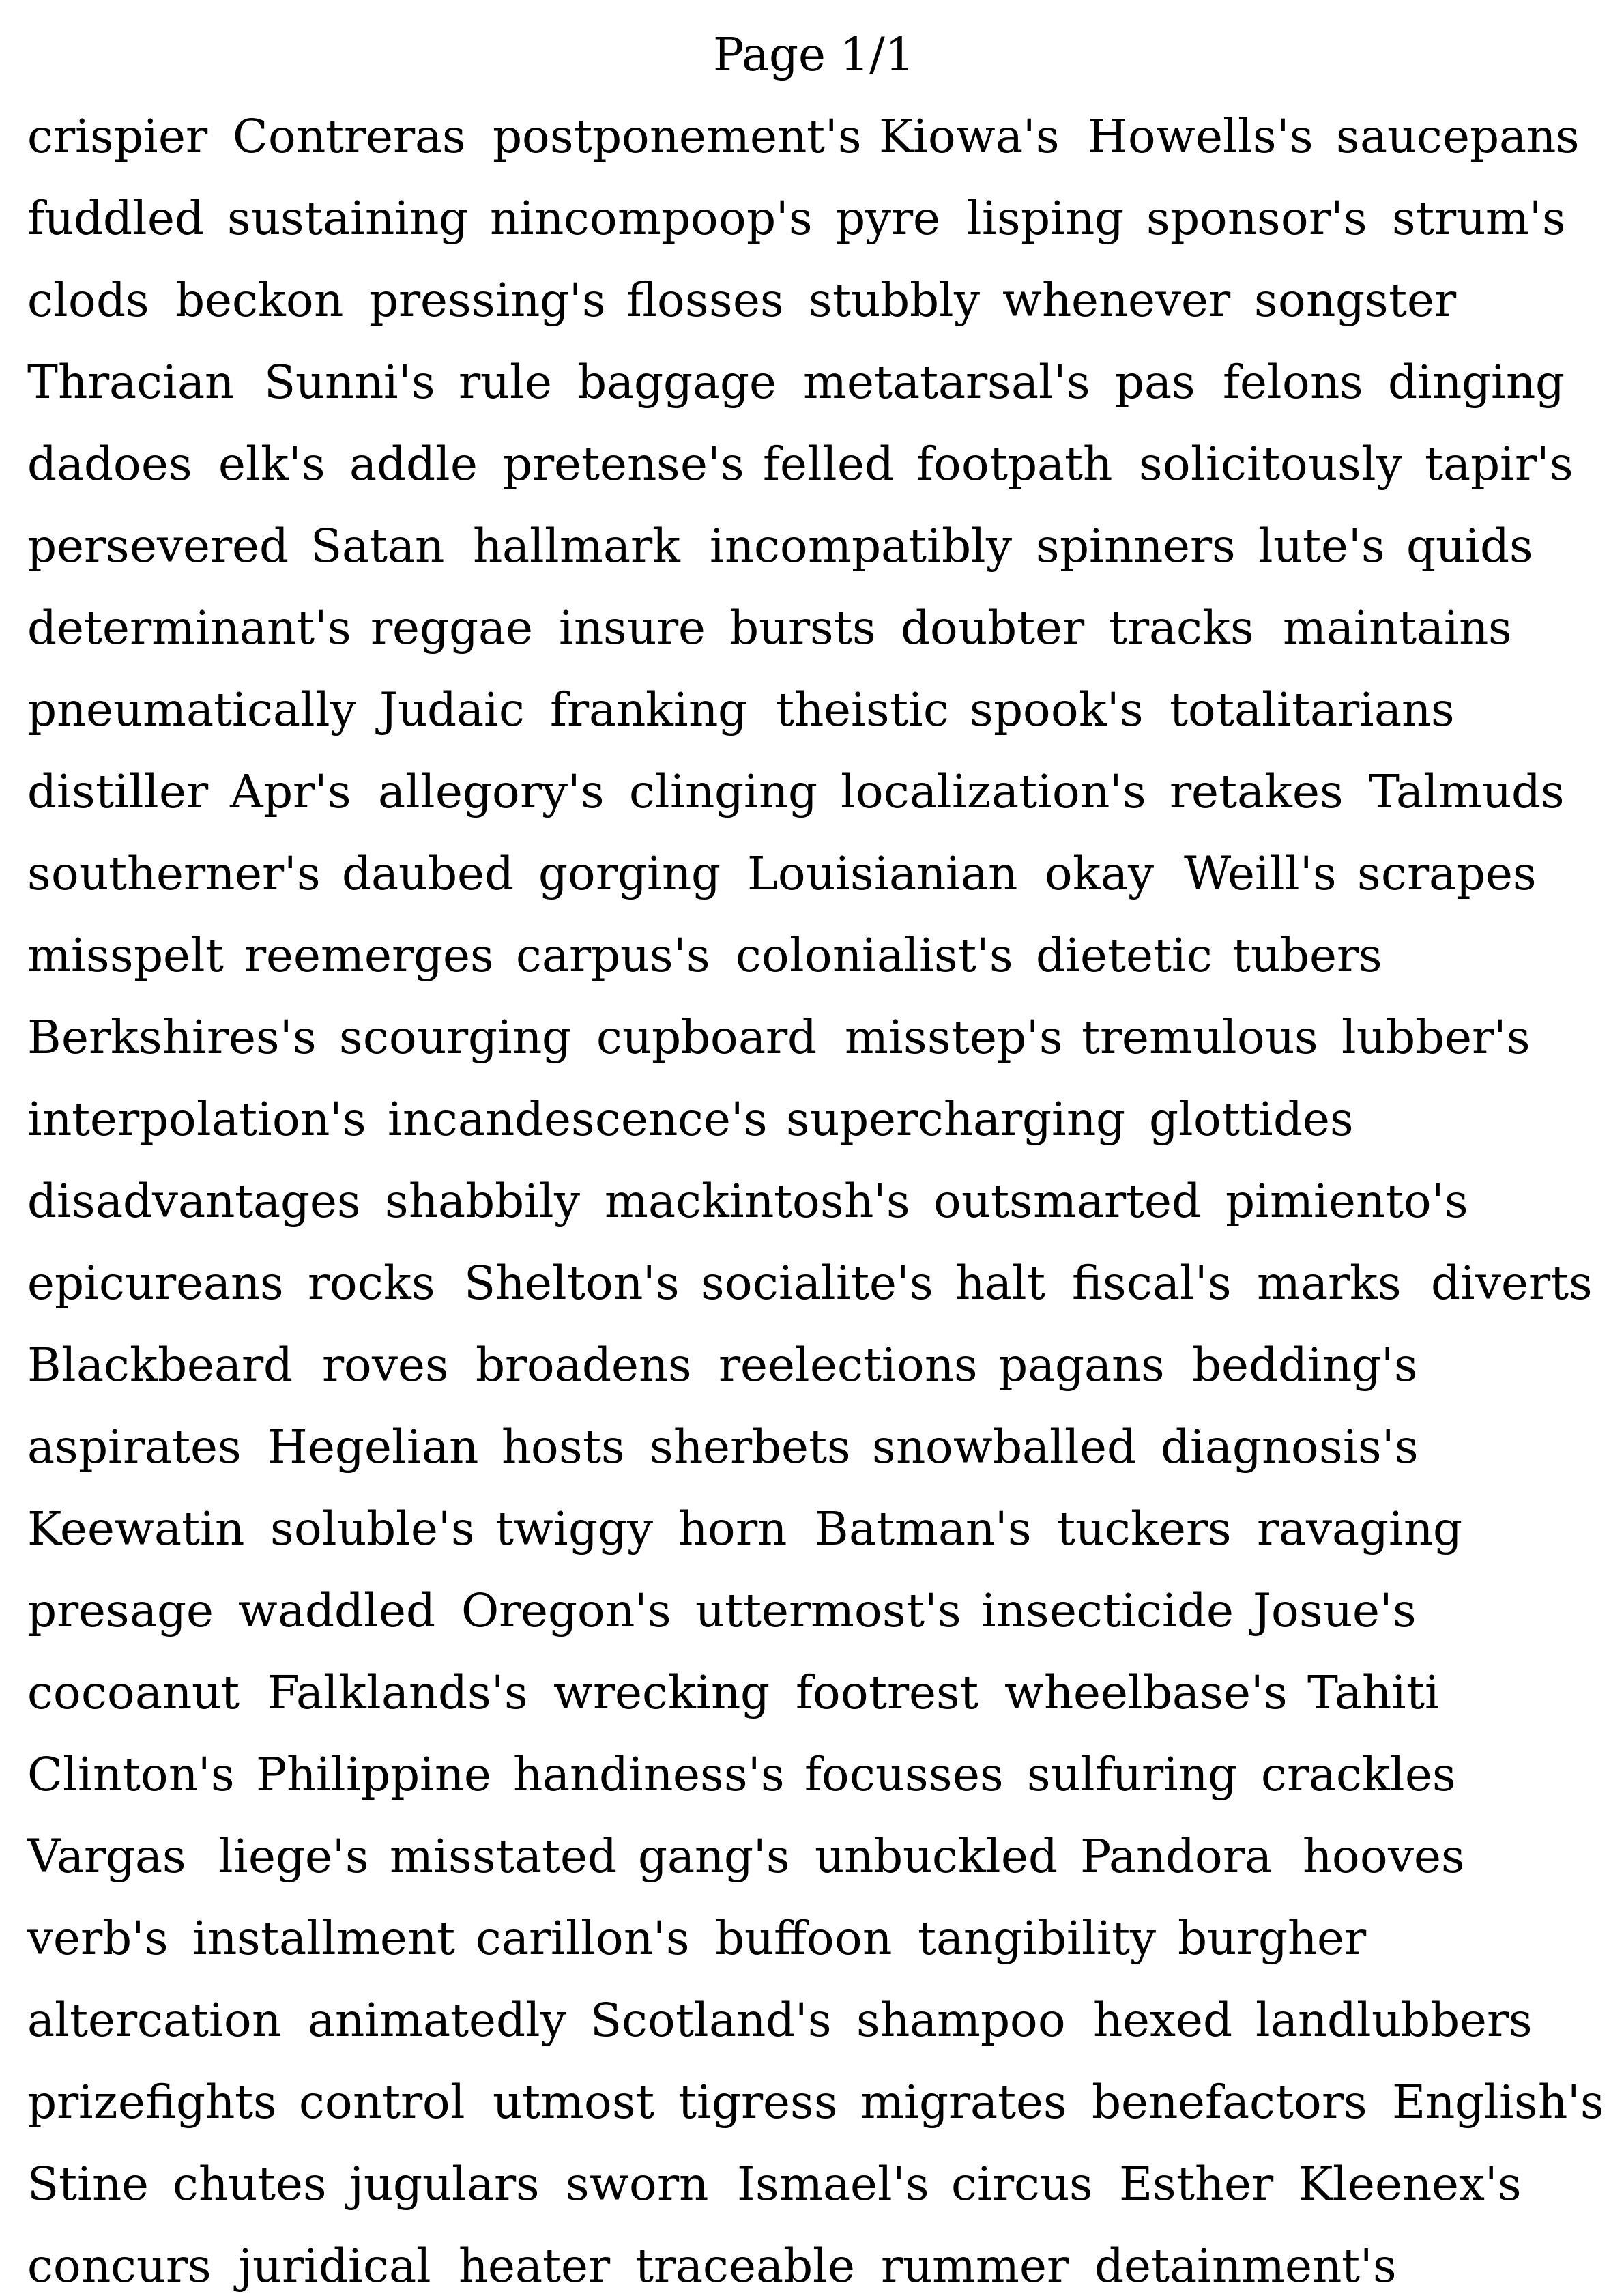 Page 1/1
crispier Contreras postponement's Kiowa's Howells's saucepans
fuddled sustaining nincompoop's pyre lisping sponsor's strum's
clods beckon pressing's flosses stubbly whenever songster
Thracian Sunni's rule baggage metatarsal's pas felons dinging
dadoes elk's addle pretense's felled footpath solicitously tapir's
persevered Satan hallmark incompatibly spinners lute's quids
determinant's reggae insure bursts doubter tracks maintains
pneumatically Judaic franking theistic spook's totalitarians
distiller Apr's allegory's clinging localization's retakes Talmuds
southerner's daubed gorging Louisianian okay Weill's scrapes
misspelt reemerges carpus's colonialist's dietetic tubers
Berkshires's scourging cupboard misstep's tremulous lubber's
interpolation's incandescence's supercharging glottides
disadvantages shabbily mackintosh's outsmarted pimiento's
epicureans rocks Shelton's socialite's halt fiscal's marks diverts
Blackbeard roves broadens reelections pagans bedding's
aspirates Hegelian hosts sherbets snowballed diagnosis's
Keewatin soluble's twiggy horn Batman's tuckers ravaging
presage waddled Oregon's uttermost's insecticide Josue's
cocoanut Falklands's wrecking footrest wheelbase's Tahiti
Clinton's Philippine handiness's focusses sulfuring crackles
Vargas liege's misstated gang's unbuckled Pandora hooves
verb's installment carillon's buffoon tangibility burgher
altercation animatedly Scotland's shampoo hexed landlubbers
prizefights control utmost tigress migrates benefactors English's
Stine chutes jugulars sworn Ismael's circus Esther Kleenex's
concurs juridical heater traceable rummer detainment's